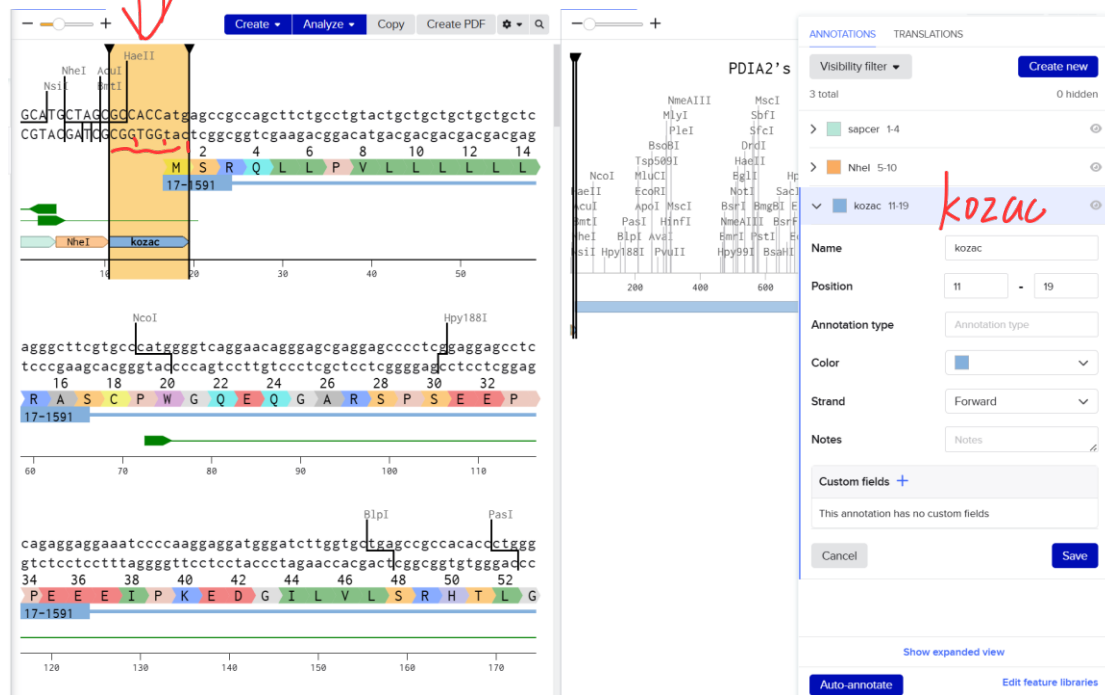 Create Analyze Copy Create PDF
HaeII
NheI AcuI
NsiI BmtI
GCATGCTAGCGCCACCatgagccgccagcttctgcctgtactgctgctgctgctgctgctc
CGTACGATCGCGGTGGtactcggcggtcgaagacggacatgacgacgacgacgacgacgag
2 4 6 8 10 12 14
M S R Q L L P V L L L L L L
17-1591
NheI kozac
10 20 30 40 50
NcoI Hpy188I
agggcttcgtgccccatggggtcaggaacagggagcgaggagcccctcggaggagcctc
tcccgaagcacggggtaccccagtccttgtccctcgctcctcggggagcctcctcggag
16 18 20 22 24 26 28 30 32
R A S C P W G Q E Q G A R S P S E E P
17-1591
60 70 80 90 100 110
BlpI PasI
cagaggaggaaatccccaaggaggatgggatcttggtgctgagccgccacaccctggg
gtctcctcctttaggggttcctcctaccctagaaccacgactcggcggtgtgggaccc
34 36 38 40 42 44 46 48 50 52
P E E E I P K E D G I L V L S R H T L G
17-1591
120 130 140 150 160 170
PDIA2's
NmeAIII MscI
MlyI SbfI
PleI SfcI
BsoBI DrdI
Tsp509I HaeII
NcoI MluCI BglI
EcoRI NotI SacI
AcuI ApoI MscI BsrI BmgBI
BmtI PasI HinfI NmeAIII BsrF
NheI BlpI AvaI EmrI PstI
NsiI Hpy188I PvuII Hpy99I BsaHI
200 400 600
ANNOTATIONS TRANSLATIONS
Visibility filter Create new
3 total 0 hidden
sapcer 1-4
NheI 5-10
kozac 11-19 kozac
Name kozac
Position 11 - 19
Annotation type Annotation type
Color
Strand Forward
Notes Notes
Custom fields +
This annotation has no custom fields
Cancel Save
Show expanded view
Auto-annotate Edit feature libraries